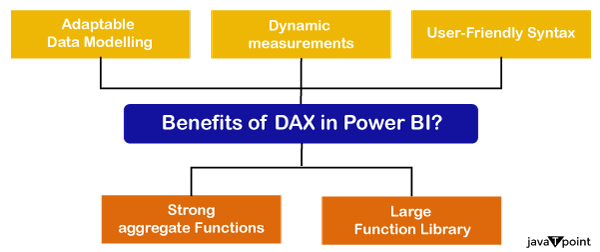 Adaptable
Data Modelling
Dynamic
measurements
User-Friendly Syntax
Benefits of DAX in Power BI?
Strong
aggregate Functions
Large
Function Library
javaTpoint